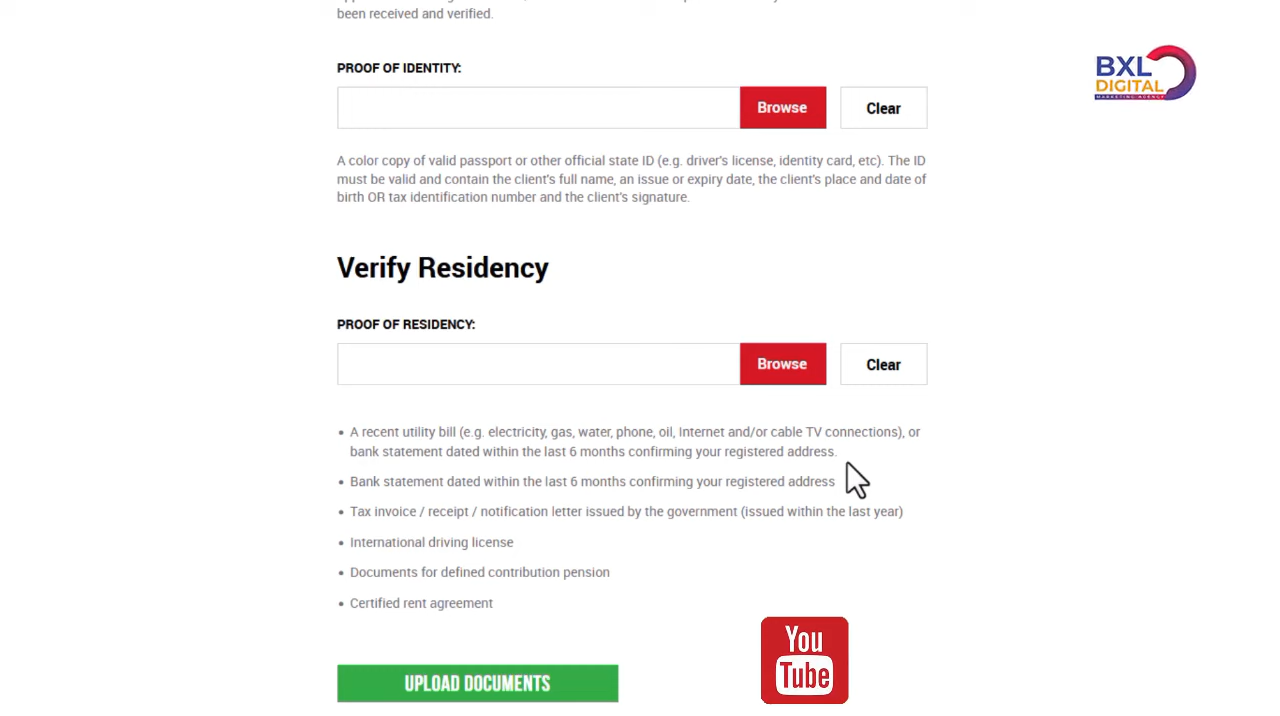 been received and verified.
PROOF OF IDENTITY:
Browse
Clear
A color copy of valid passport or other official state ID (e.g. driver's license, identity card, etc). The ID
must be valid and contain the client's full name, an issue or expiry date, the client's place and date of
birth OR tax identification number and the client's signature.
Verify Residency
PROOF OF RESIDENCY:
Browse
Clear
• A recent utility bill (e.g. electricity, gas, water, phone, oil, Internet and/or cable TV connections), or
bank statement dated within the last 6 months confirming your registered address.
• Bank statement dated within the last 6 months confirming your registered address
• Tax invoice / receipt / notification letter issued by the government (issued within the last year)
• International driving license
• Documents for defined contribution pension
• Certified rent agreement
UPLOAD DOCUMENTS
You
Tube
BXL
DIGITAL
MARKETING AGENCY